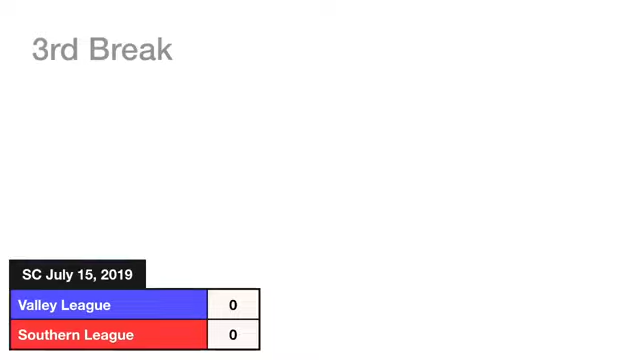 3rd Break
SC July 15, 2019
Valley League 0
Southern League 0